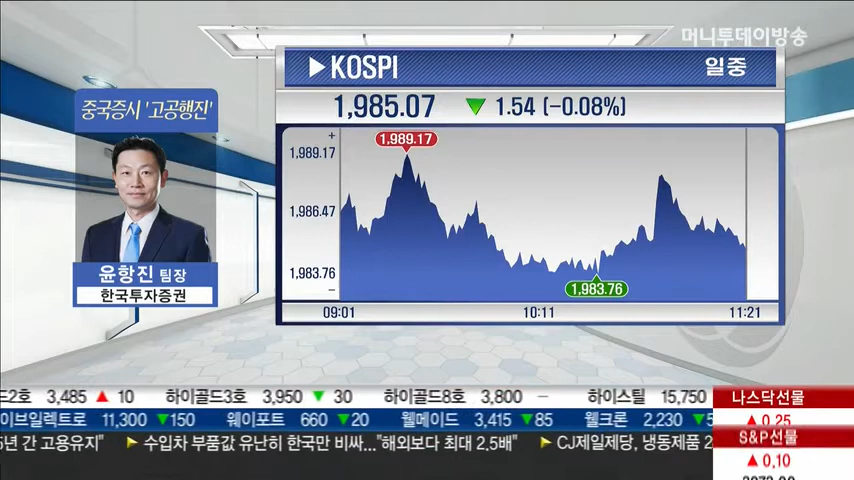 머니투데이방송
▶KOSPI 일중
1,985.07 ▼ 1.54 (-0.08%)
중국증시 '고공행진'
윤항진 팀장
한국투자증권
+
1,989.17
1,989.17
1,986.47
1,983.76
1,983.76
−
09:01 10:11 11:21
드2호 3,485 ▲ 10 하이골드3호 3,950 ▼ 30 하이골드8호 3,800 − 하이스틸 15,750
이브일렉트로 11,300 ▼150 웨이포트 660 ▼20 웰메이드 3,415 ▼85 웰크론 2,230 ▼5
5년 간 고용유지" ▶ 수입차 부품값 유난히 한국만 비싸..."해외보다 최대 2.5배" ▶ CJ제일제당, 냉동제품 2
나스닥선물
▲ 0.25
S&P선물
▲ 0.10